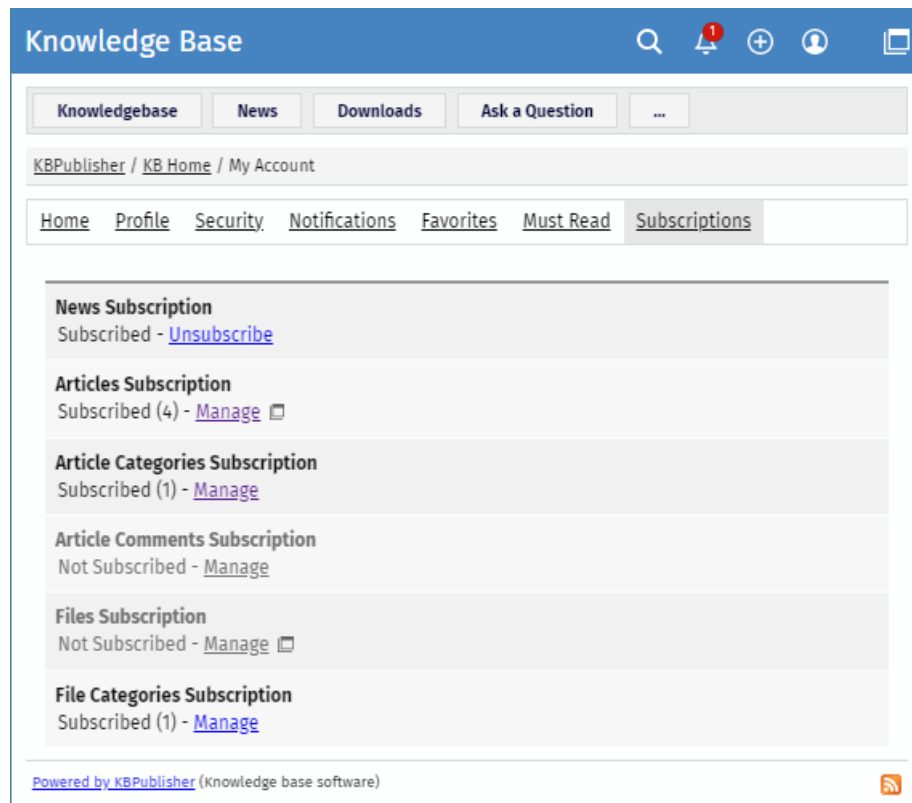 Knowledge Base
1
Knowledgebase News Downloads Ask a Question ...
KBPublisher / KB Home / My Account
Home Profile Security Notifications Favorites Must Read Subscriptions
News Subscription
Subscribed - Unsubscribe
Articles Subscription
Subscribed (4) - Manage
Article Categories Subscription
Subscribed (1) - Manage
Article Comments Subscription
Not Subscribed - Manage
Files Subscription
Not Subscribed - Manage
File Categories Subscription
Subscribed (1) - Manage
Powered by KBPublisher (Knowledge base software)